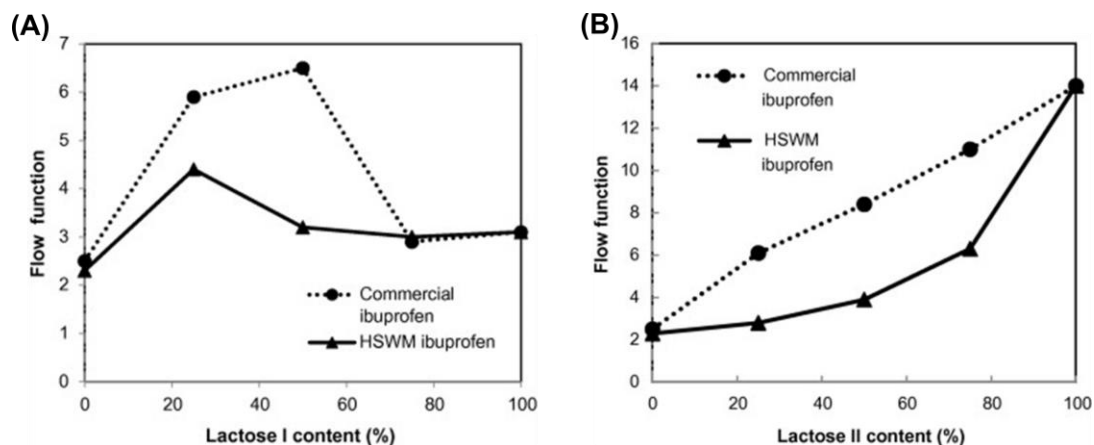 (A)
7
6
5
4
3
2
1
0
Flow function
Commercial
ibuprofen
HSWM ibuprofen
0 20 40 60 80 100
Lactose I content (%)
(B)
16
14
12
10
8
6
4
2
0
Flow function
Commercial
ibuprofen
HSWM
ibuprofen
0 20 40 60 80 100
Lactose II content (%)